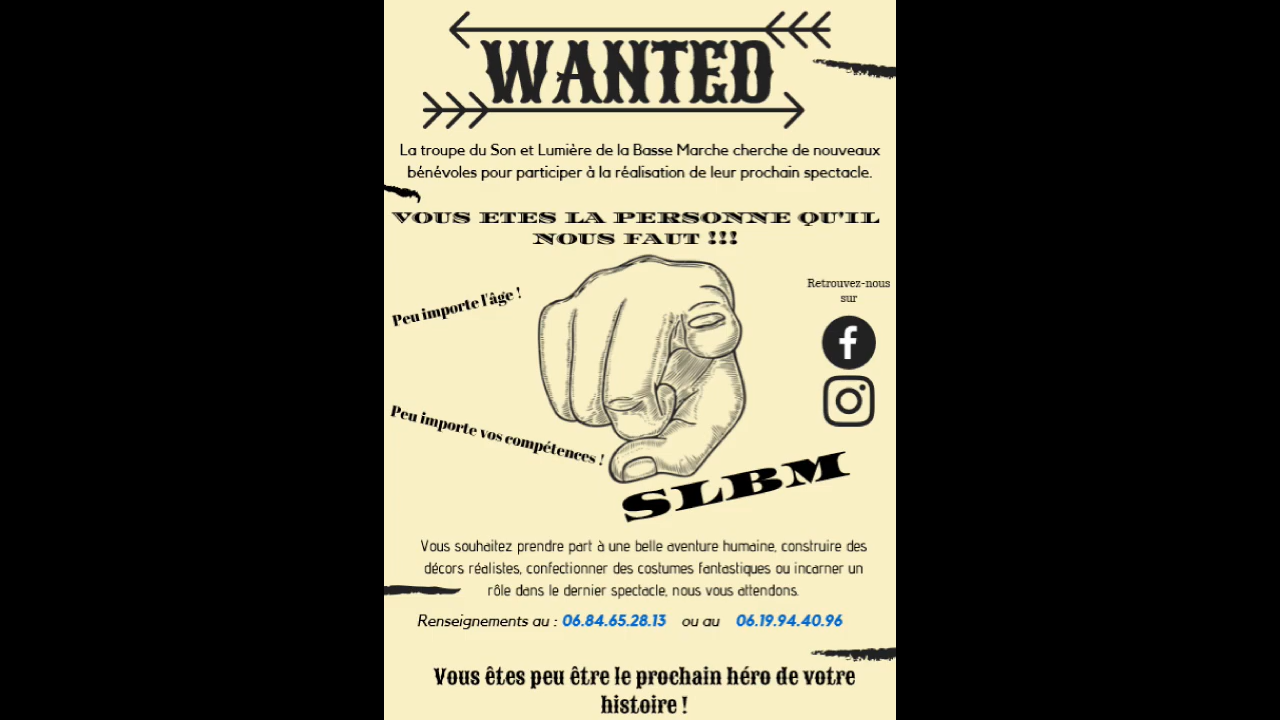 WANTED
La troupe du Son et Lumière de la Basse Marche cherche de nouveaux
bénévoles pour participer à la réalisation de leur prochain spectacle.
VOUS ETES LA PERSONNE QU'IL
NOUS FAUT !!!
Peu importe l'âge !
Retrouvez-nous
sur
Peu importe vos compétences !
SLBM
Vous souhaitez prendre part à une belle aventure humaine, construire des
décors réalistes, confectionner des costumes fantastiques ou incarner un
rôle dans le dernier spectacle, nous vous attendons.
Renseignements au : 06.84.65.28.13 ou au 06.19.94.40.96
Vous êtes peu être le prochain héro de votre
histoire !